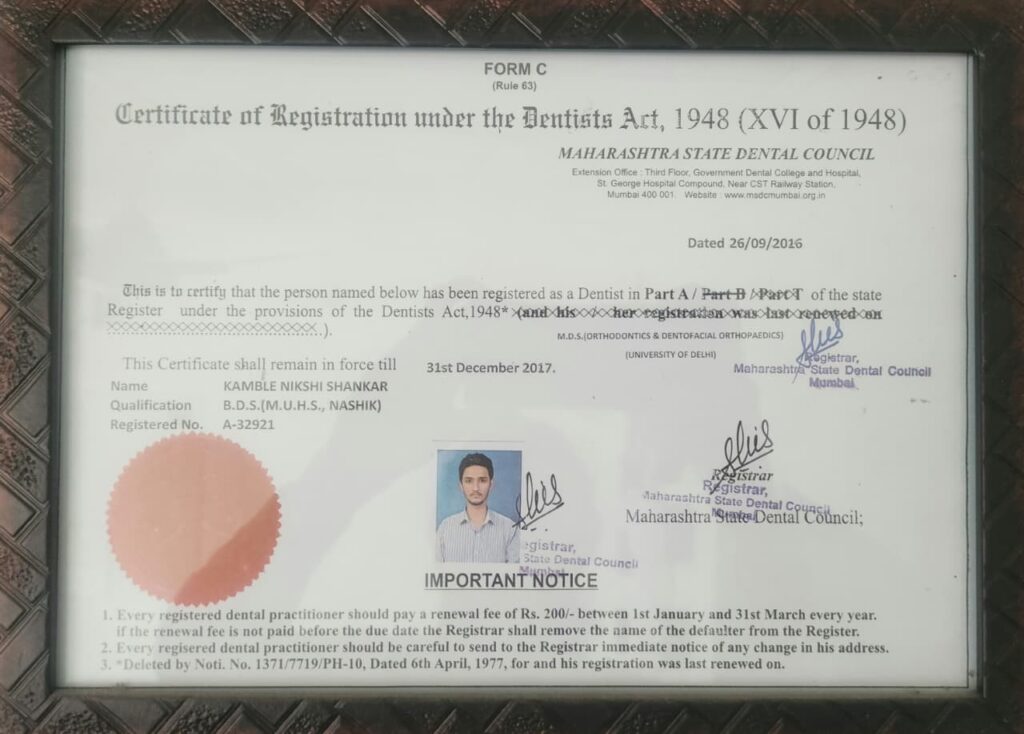 FORM C
(Rule 63)
Certificate of Registration under the Dentists Act, 1948 (XVI of 1948)
MAHARASHTRA STATE DENTAL COUNCIL
Extension Office : Third Floor, Government Dental College and Hospital,
St. George Hospital Compound, Near CST Railway Station,
Mumbai 400 001. Website : www.msdcmumbai.org.in
Dated 26/09/2016
This is to certify that the person named below has been registered as a Dentist in Part A / Part B / Part T of the state
Register under the provisions of the Dentists Act,1948* (and his / her registration was last renewed on
XXXXXXXXXXXXXXXXXXXXXX.).
M.D.S.(ORTHODONTICS & DENTOFACIAL ORTHOPAEDICS)
(UNIVERSITY OF DELHI)
Registrar,
Maharashtra State Dental Council
Mumbai
This Certificate shall remain in force till 31st December 2017.
Name KAMBLE NIKSHI SHANKAR
Qualification B.D.S.(M.U.H.S., NASHIK)
Registered No. A-32921
Registrar
Registrar,
Maharashtra State Dental Council
Mumbai
Maharashtra State Dental Council;
egistrar,
State Dental Council
Mumbai
IMPORTANT NOTICE
1. Every registered dental practitioner should pay a renewal fee of Rs. 200/- between 1st January and 31st March every year.
if the renewal fee is not paid before the due date the Registrar shall remove the name of the defaulter from the Register.
2. Every regisered dental practitioner should be careful to send to the Registrar immediate notice of any change in his address.
3. *Deleted by Noti. No. 1371/7719/PH-10, Dated 6th April, 1977, for and his registration was last renewed on.